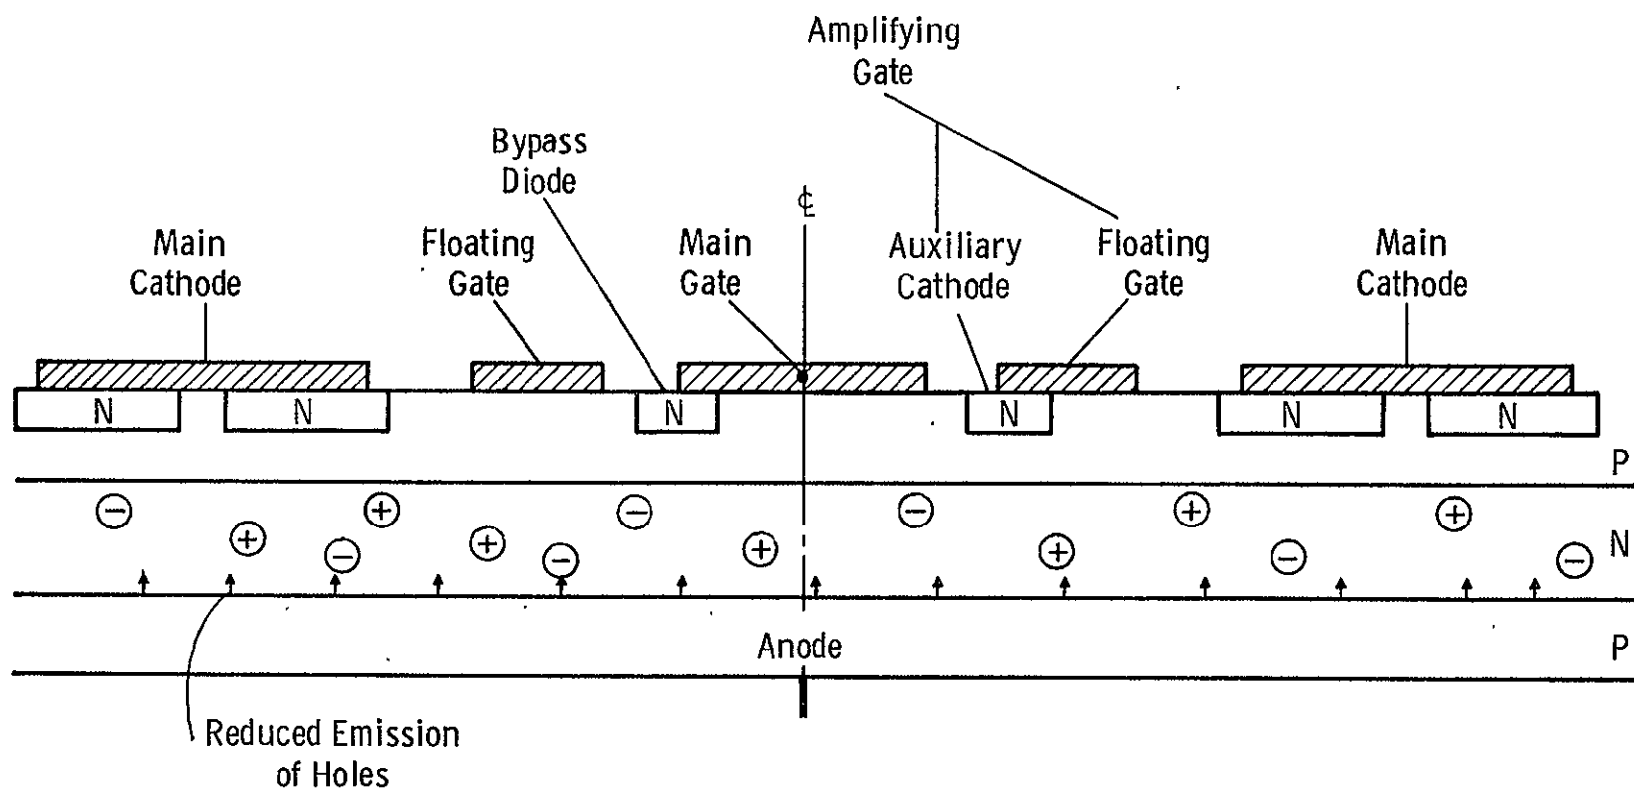 Amplifying
Gate
Bypass
Diode
℄
Main
Cathode
Floating
Gate
Main
Gate
Auxiliary
Cathode
Floating
Gate
Main
Cathode
N N N N N N
P
− + − + + − − + − + + − + −
N
Anode
P
Reduced Emission
of Holes